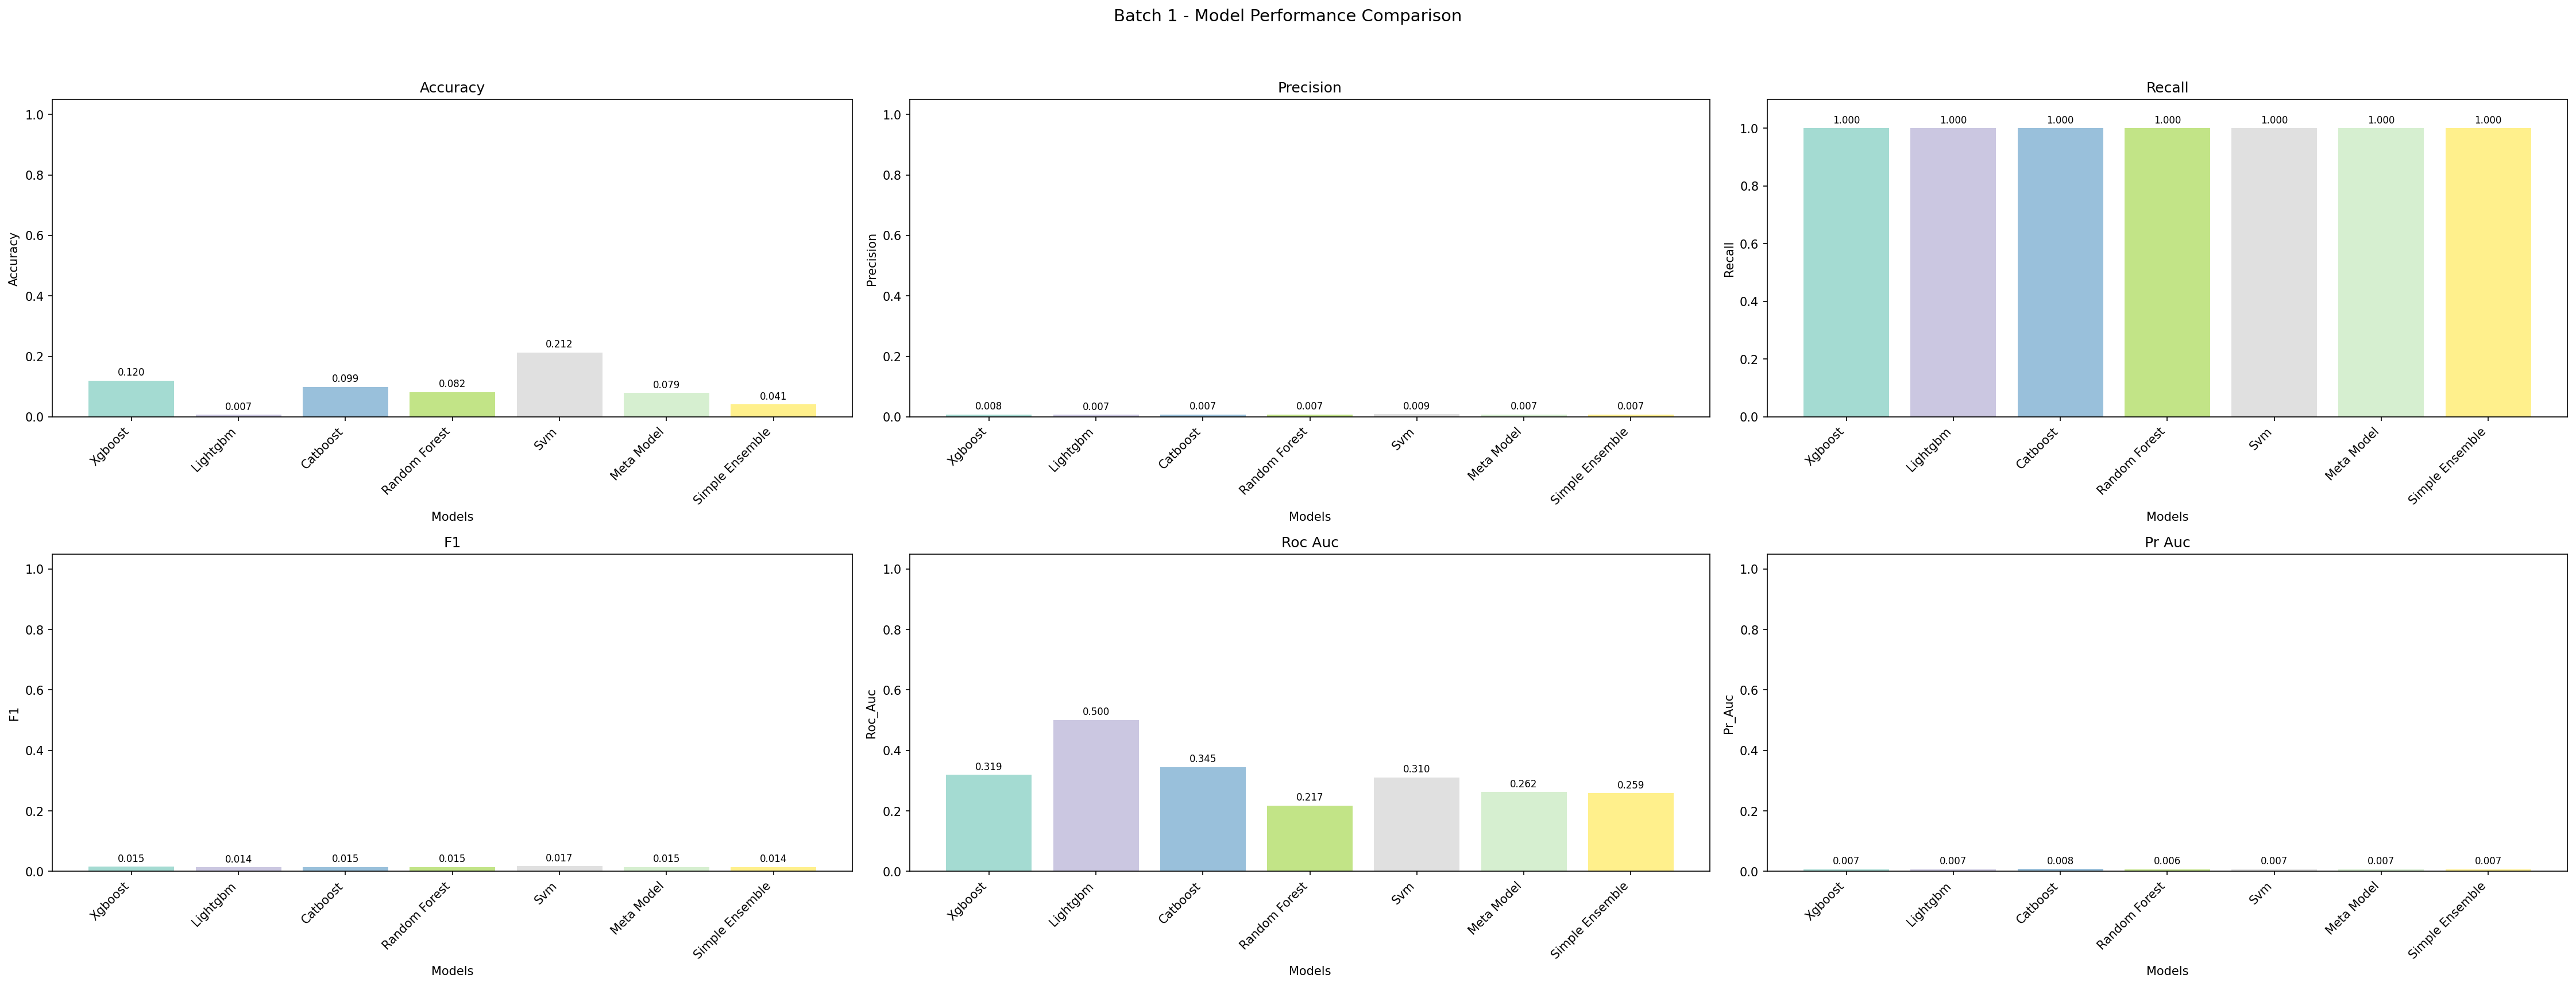 Batch 1 - Model Performance Comparison
Accuracy
Accuracy
1.0
0.8
0.6
0.4
0.2
0.0
0.120
0.007
0.099
0.082
0.212
0.079
0.041
Xgboost
Lightgbm
Catboost
Random Forest
Svm
Meta Model
Simple Ensemble
Models
Precision
Precision
1.0
0.8
0.6
0.4
0.2
0.0
0.008
0.007
0.007
0.007
0.009
0.007
0.007
Xgboost
Lightgbm
Catboost
Random Forest
Svm
Meta Model
Simple Ensemble
Models
Recall
Recall
1.0
0.8
0.6
0.4
0.2
0.0
1.000
1.000
1.000
1.000
1.000
1.000
1.000
Xgboost
Lightgbm
Catboost
Random Forest
Svm
Meta Model
Simple Ensemble
Models
F1
F1
1.0
0.8
0.6
0.4
0.2
0.0
0.015
0.014
0.015
0.015
0.017
0.015
0.014
Xgboost
Lightgbm
Catboost
Random Forest
Svm
Meta Model
Simple Ensemble
Models
Roc Auc
Roc_Auc
1.0
0.8
0.6
0.4
0.2
0.0
0.319
0.500
0.345
0.217
0.310
0.262
0.259
Xgboost
Lightgbm
Catboost
Random Forest
Svm
Meta Model
Simple Ensemble
Models
Pr Auc
Pr_Auc
1.0
0.8
0.6
0.4
0.2
0.0
0.007
0.007
0.008
0.006
0.007
0.007
0.007
Xgboost
Lightgbm
Catboost
Random Forest
Svm
Meta Model
Simple Ensemble
Models